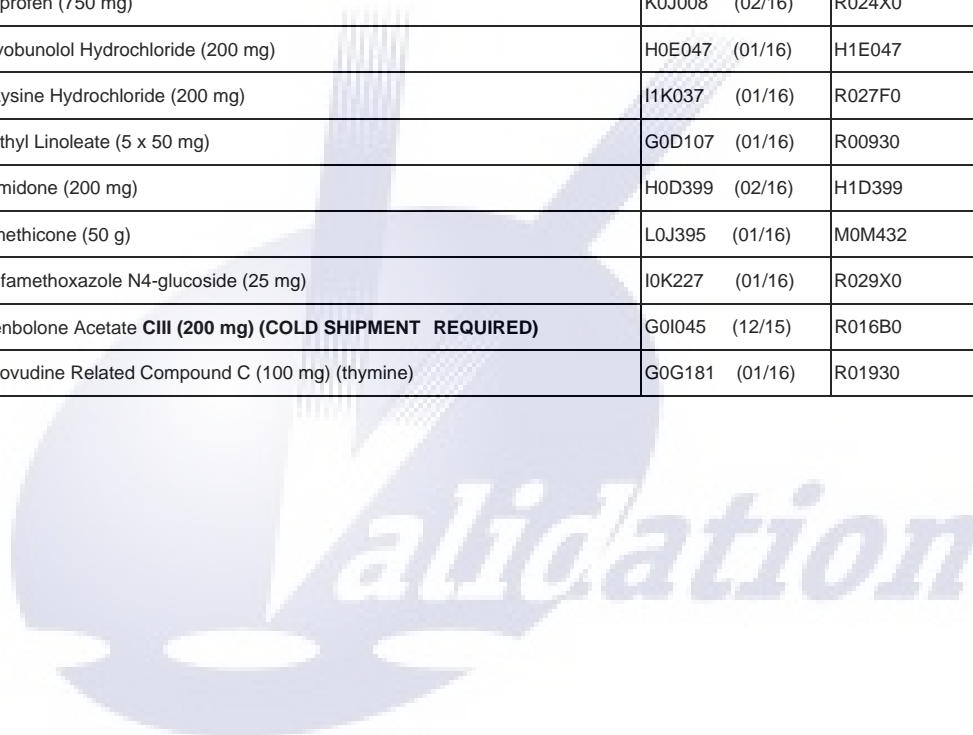 profen (750 mg) K0J008 (02/16) R024X0
vobunolol Hydrochloride (200 mg) H0E047 (01/16) H1E047
ysine Hydrochloride (200 mg) I1K037 (01/16) R027F0
thyl Linoleate (5 x 50 mg) G0D107 (01/16) R00930
midone (200 mg) H0D399 (02/16) H1D399
methicone (50 g) L0J395 (01/16) M0M432
famethoxazole N4-glucoside (25 mg) I0K227 (01/16) R029X0
enbolone Acetate CIII (200 mg) (COLD SHIPMENT REQUIRED) G0I045 (12/15) R016B0
ovudine Related Compound C (100 mg) (thymine) G0G181 (01/16) R01930
Validation